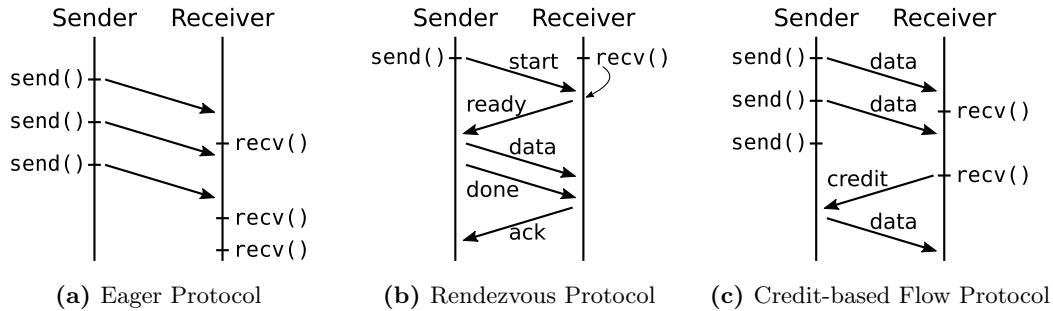 Sender Receiver
send()
send()
recv()
send()
recv()
recv()
(a) Eager Protocol
Sender Receiver
send() start recv()
ready
data
done
ack
(b) Rendezvous Protocol
Sender Receiver
send() data
send() data
recv()
send()
recv()
credit
data
(c) Credit-based Flow Protocol